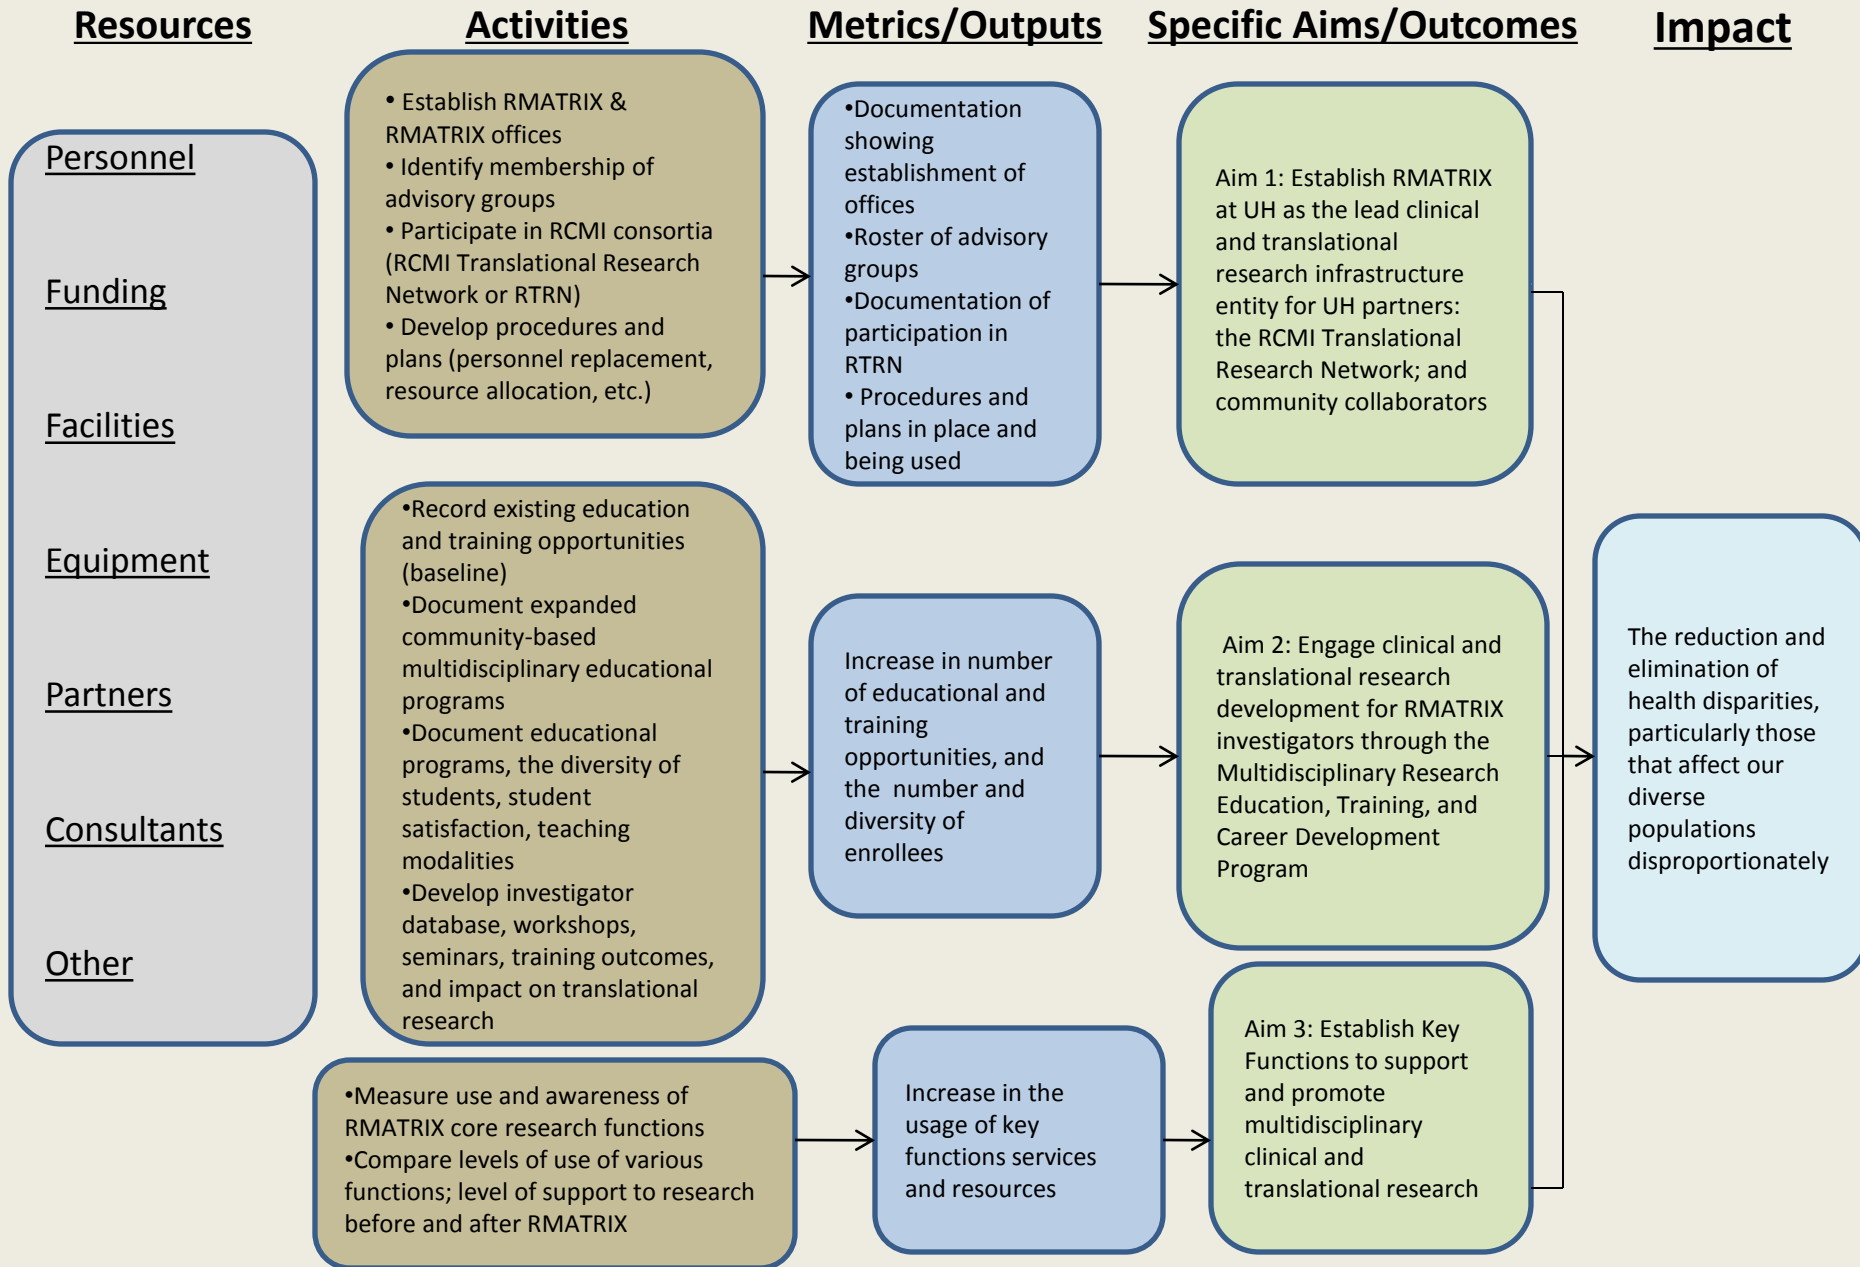 Resources
Activities
Metrics/Outputs
Specific Aims/Outcomes
Impact
Personnel
Funding
Facilities
Equipment
Partners
Consultants
Other
• Establish RMATRIX &
RMATRIX offices
• Identify membership of
advisory groups
• Participate in RCMI consortia
(RCMI Translational Research
Network or RTRN)
• Develop procedures and
plans (personnel replacement,
resource allocation, etc.)
•Documentation
showing
establishment of
offices
•Roster of advisory
groups
•Documentation of
participation in
RTRN
• Procedures and
plans in place and
being used
Aim 1: Establish RMATRIX
at UH as the lead clinical
and translational
research infrastructure
entity for UH partners:
the RCMI Translational
Research Network; and
community collaborators
•Record existing education
and training opportunities
(baseline)
•Document expanded
community-based
multidisciplinary educational
programs
•Document educational
programs, the diversity of
students, student
satisfaction, teaching
modalities
•Develop investigator
database, workshops,
seminars, training outcomes,
and impact on translational
research
Increase in number
of educational and
training
opportunities, and
the number and
diversity of
enrollees
Aim 2: Engage clinical and
translational research
development for RMATRIX
investigators through the
Multidisciplinary Research
Education, Training, and
Career Development
Program
The reduction and
elimination of
health disparities,
particularly those
that affect our
diverse
populations
disproportionately
•Measure use and awareness of
RMATRIX core research functions
•Compare levels of use of various
functions; level of support to research
before and after RMATRIX
Increase in the
usage of key
functions services
and resources
Aim 3: Establish Key
Functions to support
and promote
multidisciplinary
clinical and
translational research